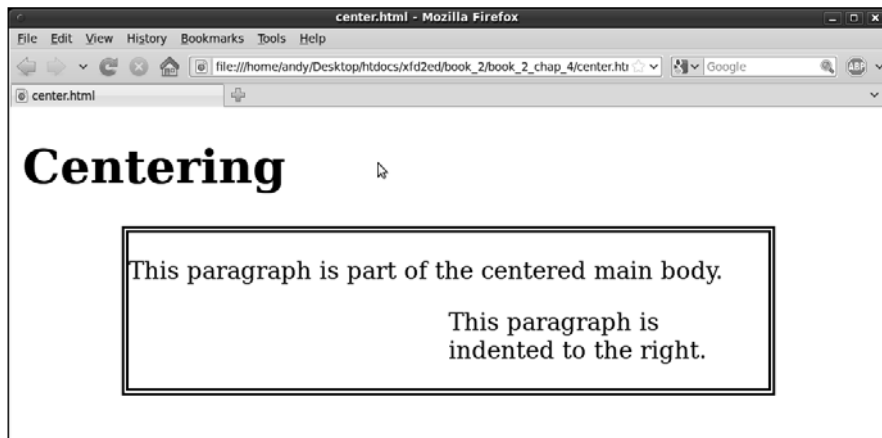 center.html - Mozilla Firefox
File Edit View History Bookmarks Tools Help
file:///home/andy/Desktop/htdocs/xfd2ed/book_2/book_2_chap_4/center.htr
Google
ABP
center.html
Centering
This paragraph is part of the centered main body.
This paragraph is
indented to the right.